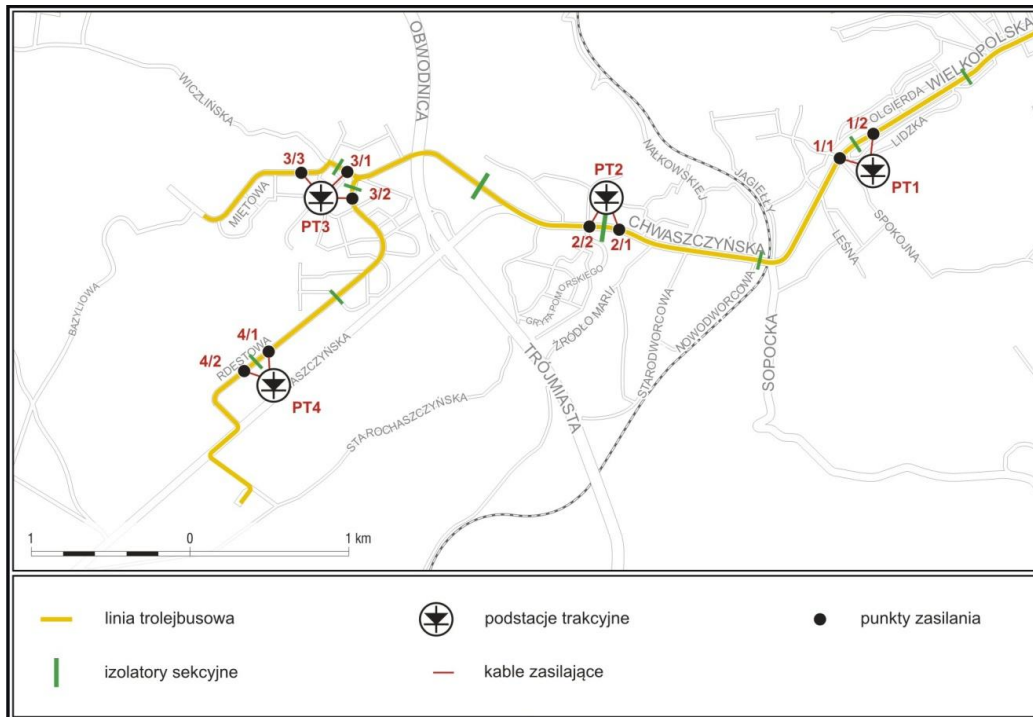 OBWODNICA
WIELKOPOLSKA
WICZLIŃSKA
OLGIERDA
1/2
LIDZKA
3/3
3/1
1/1
NAŁKOWSKIEJ
PT2
JAGIEŁŁY
PT1
3/2
MIĘTOWA
PT3
SPOKOJNA
LEŚNA
CHWASZCZYŃSKA
2/2
2/1
BAZYLIOWA
GRYFA POMORSKIEGO
ŹRÓDŁO MARII
STARODWORCOWA
NOWODWORCOWA
SOPOCKA
4/1
RDESTOWA
4/2
ASZCZYŃSKA
TRÓJMIASTA
PT4
STAROCHASZCZYŃSKA
1 0 1 km
linia trolejbusowa
podstacje trakcyjne
punkty zasilania
izolatory sekcyjne
kable zasilające